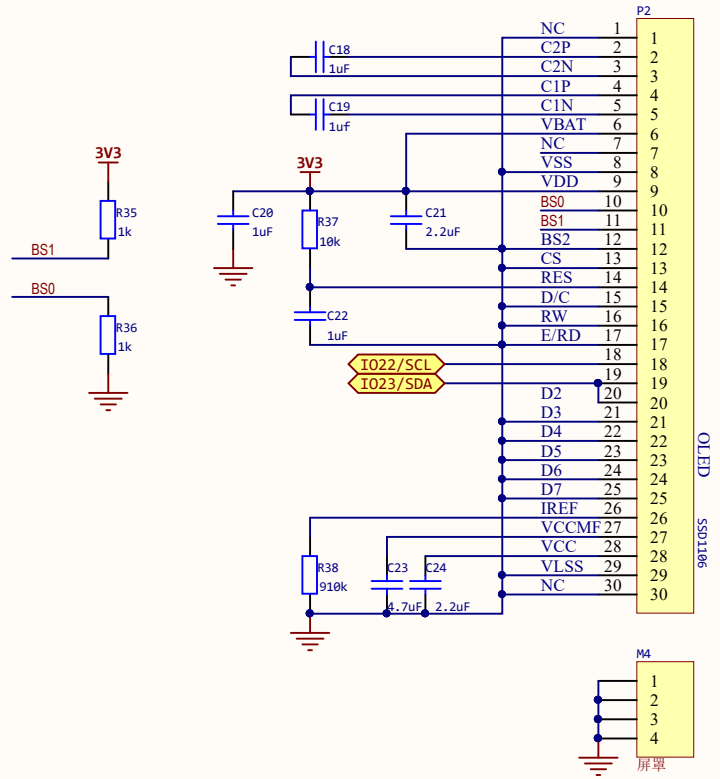 P2
NC 1 1
C2P 2 2
C2N 3 3
C1P 4 4
C1N 5 5
VBAT 6 6
NC 7 7
VSS 8 8
VDD 9 9
BS0 10 10
BS1 11 11
BS2 12 12
CS 13 13
RES 14 14
D/C 15 15
RW 16 16
E/RD 17 17
18 18
19 19
D2 20 20
D3 21 21
D4 22 22
D5 23 23
D6 24 24
D7 25 25
IREF 26 26
VCCMF 27 27
VCC 28 28
VLSS 29 29
NC 30 30
OLED
SSD1106
C18
1uF
C19
1uf
3V3
R35
1k
BS1
BS0
R36
1k
3V3
C20
1uF
R37
10k
C21
2.2uF
C22
1uF
IO22/SCL
IO23/SDA
R38
910k
C23
4.7uF
C24
2.2uF
M4
1
2
3
4
屏罩